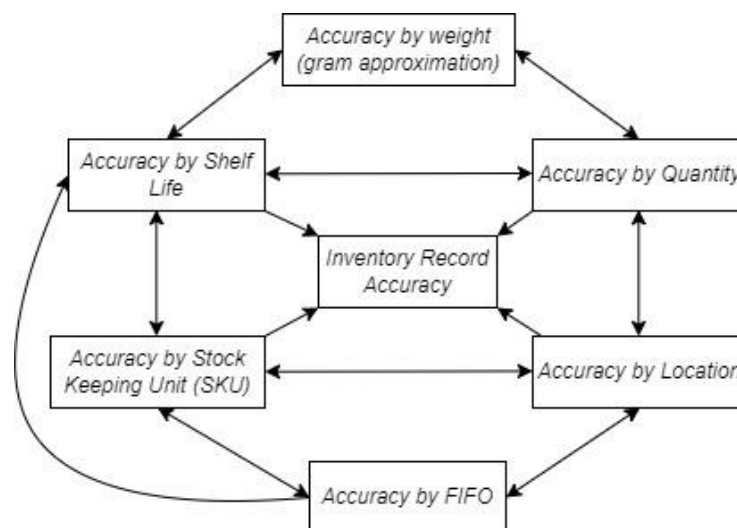 Accuracy by weight
(gram approximation)
Accuracy by Shelf
Life
Accuracy by Quantity
Inventory Record
Accuracy
Accuracy by Stock
Keeping Unit (SKU)
Accuracy by Location
Accuracy by FIFO